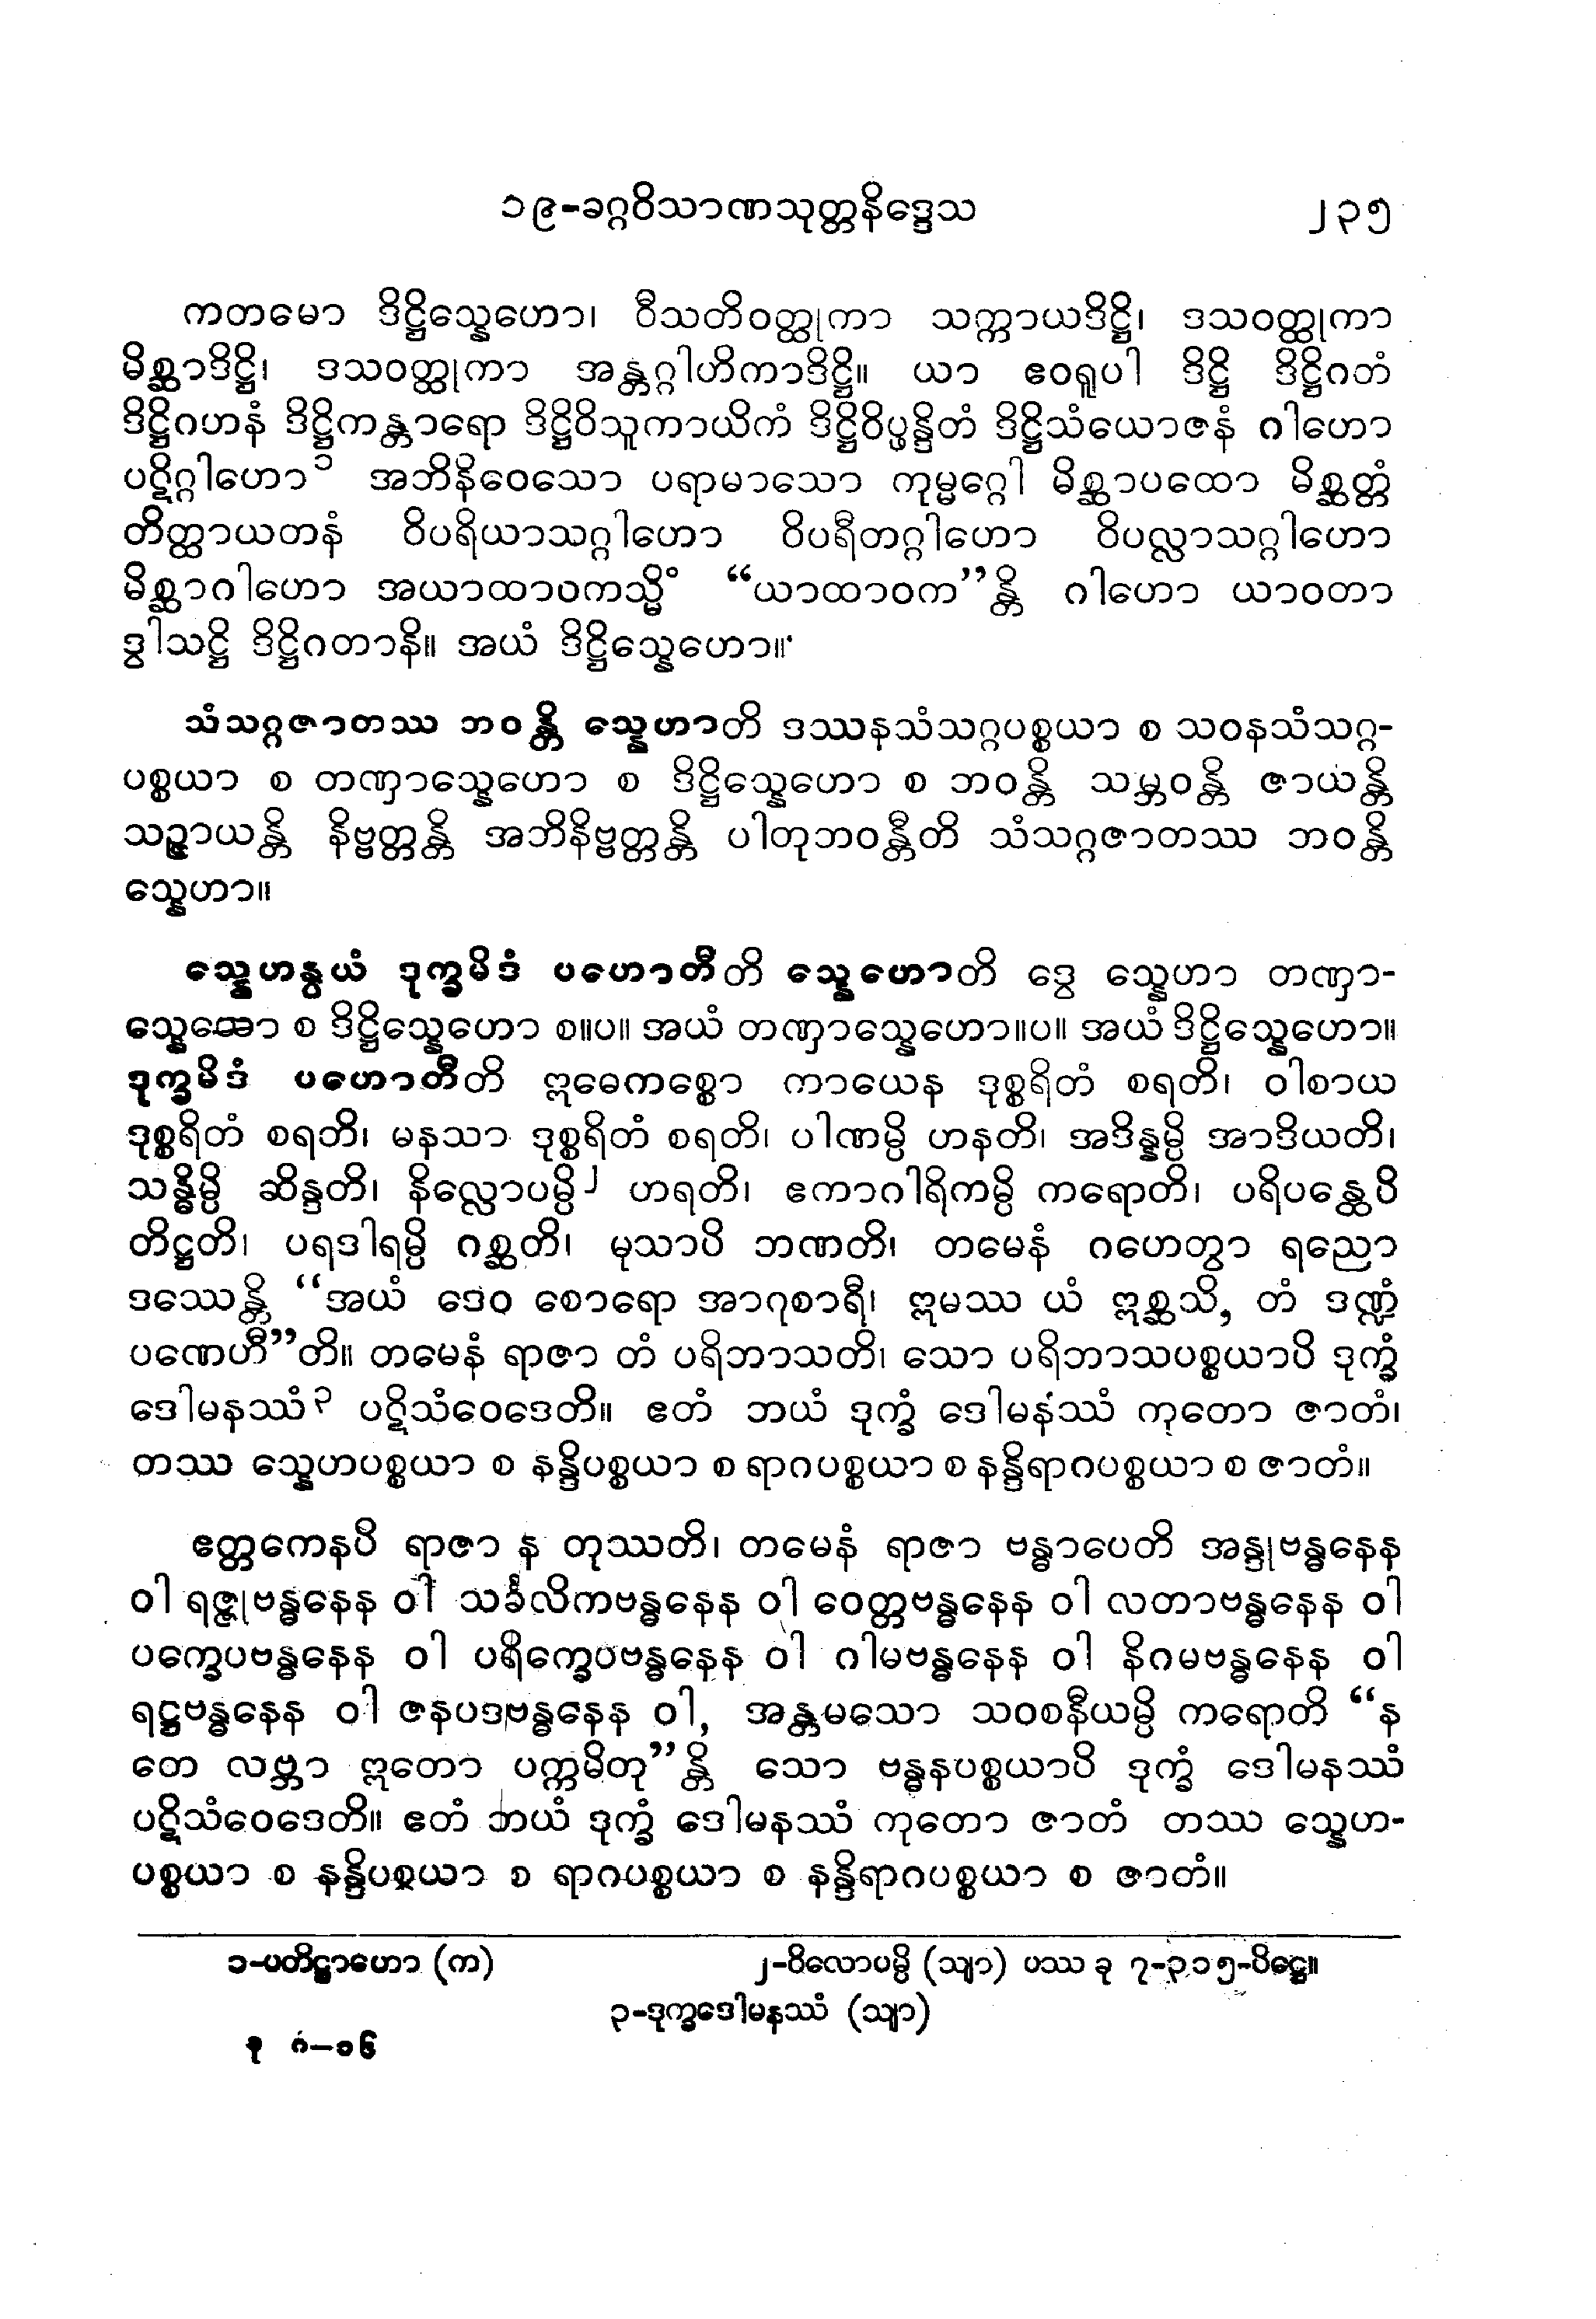 ၁၉-ခဂ္ဂဝိသာဏသုတ္တနိဒ္ဒေသ ၂၃၅
ကတမော ဒိဋ္ဌိသ္နေဟော၊ ဝီသတိဝတ္ထုကာ သက္ကာယဒိဋ္ဌိ၊ ဒသဝတ္ထုကာ
မိစ္ဆာဒိဋ္ဌိ၊ ဒသဝတ္ထုကာ အန္တဂ္ဂါဟိကာဒိဋ္ဌိ။ ယာ ဧဝရူပါ ဒိဋ္ဌိ ဒိဋ္ဌိဂတံ
ဒိဋ္ဌိဂဟနံ ဒိဋ္ဌိကန္တာရော ဒိဋ္ဌိဝိသူကာယိကံ ဒိဋ္ဌိဝိပ္ဖန္ဒိတံ ဒိဋ္ဌိသံယောဇနံ ဂါဟော
ပဋိဂ္ဂါဟော၁ အဘိနိဝေသော ပရာမာသော ကုမ္မဂ္ဂေါ မိစ္ဆာပထော မိစ္ဆတ္တံ
တိတ္ထာယတနံ ဝိပရိယာသဂ္ဂါဟော ဝိပရီတဂ္ဂါဟော ဝိပလ္လာသဂ္ဂါဟော
မိစ္ဆာဂါဟော အယာထာဝကသ္မိံ “ယာထာဝက”န္တိ ဂါဟော ယာဝတာ
ဒွါသဋ္ဌိ ဒိဋ္ဌိဂတာနိ။ အယံ ဒိဋ္ဌိသ္နေဟော။
သံသဂ္ဂဇာတဿ ဘဝန္တိ သ္နေဟာတိ ဒဿနသံသဂ္ဂပစ္စယာ စ သဝနသံသဂ္ဂ-
ပစ္စယာ စ တဏှာသ္နေဟော စ ဒိဋ္ဌိသ္နေဟော စ ဘဝန္တိ သမ္ဘဝန္တိ ဇာယန္တိ
သဉ္ဇာယန္တိ နိဗ္ဗတ္တန္တိ အဘိနိဗ္ဗတ္တန္တိ ပါတုဘဝန္တီတိ သံသဂ္ဂဇာတဿ ဘဝန္တိ
သ္နေဟာ။
သ္နေဟန္ဝယံ ဒုက္ခမိဒံ ပဟောတီတိ သ္နေဟောတိ ဒွေ သ္နေဟာ တဏှာ-
သ္နေဟော စ ဒိဋ္ဌိသ္နေဟော စ။ပ။ အယံ တဏှာသ္နေဟော။ပ။ အယံ ဒိဋ္ဌိသ္နေဟော။
ဒုက္ခမိဒံ ပဟောတီတိ ဣဓေကစ္စော ကာယေန ဒုစ္စရိတံ စရတိ၊ ဝါစာယ
ဒုစ္စရိတံ စရတိ၊ မနသာ ဒုစ္စရိတံ စရတိ၊ ပါဏမ္ပိ ဟနတိ၊ အဒိန္နမ္ပိ အာဒိယတိ၊
သန္ဓိမ္ပိ ဆိန္ဒတိ၊ နိလ္လောပမ္ပိ၂ ဟရတိ၊ ဧကာဂါရိကမ္ပိ ကရောတိ၊ ပရိပန္ထေပိ
တိဋ္ဌတိ၊ ပရဒါရမ္ပိ ဂစ္ဆတိ၊ မုသာပိ ဘဏတိ၊ တမေနံ ဂဟေတွာ ရညော
ဒဿေန္တိ “အယံ ဒေဝ စောရော အာဂုစာရီ၊ ဣမဿ ယံ ဣစ္ဆသိ, တံ ဒဏ္ဍံ
ပဏေဟီ”တိ။ တမေနံ ရာဇာ တံ ပရိဘာသတိ၊ သော ပရိဘာသပစ္စယာပိ ဒုက္ခံ
ဒေါမနဿံ၃ ပဋိသံဝေဒေတိ။ ဧတံ ဘယံ ဒုက္ခံ ဒေါမနဿံ ကုတော ဇာတံ၊
တဿ သ္နေဟပစ္စယာ စ နန္ဒိပစ္စယာ စ ရာဂပစ္စယာ စ နန္ဒိရာဂပစ္စယာ စ ဇာတံ။
ဧတ္တကေနပိ ရာဇာ န တုဿတိ၊ တမေနံ ရာဇာ ဗန္ဓာပေတိ အန္ဒုဗန္ဓနေန
ဝါ ရဇ္ဇုဗန္ဓနေန ဝါ သင်္ခလိကဗန္ဓနေန ဝါ ဝေတ္တဗန္ဓနေန ဝါ လတာဗန္ဓနေန ဝါ
ပက္ခေပဗန္ဓနေန ဝါ ပရိက္ခေပဗန္ဓနေန ဝါ ဂါမဗန္ဓနေန ဝါ နိဂမဗန္ဓနေန ဝါ
ရဋ္ဌဗန္ဓနေန ဝါ ဇနပဒဗန္ဓနေန ဝါ, အန္တမသော သဝစနီယမ္ပိ ကရောတိ “န
တေ လဗ္ဘာ ဣတော ပက္ကမိတု”န္တိ သော ဗန္ဓနပစ္စယာပိ ဒုက္ခံ ဒေါမနဿံ
ပဋိသံဝေဒေတိ။ ဧတံ ဘယံ ဒုက္ခံ ဒေါမနဿံ ကုတော ဇာတံ တဿ သ္နေဟ-
ပစ္စယာ စ နန္ဒိပစ္စယာ စ ရာဂပစ္စယာ စ နန္ဒိရာဂပစ္စယာ စ ဇာတံ။
၁-ပတိဋ္ဌာဟော (က) ၂-ဝိလောပမ္ပိ (သျာ) ပဿ ခု ၇-၃၁၅-ပိဋ္ဌေ။
၃-ဒုက္ခဒေါမနဿံ (သျာ)
၁၆